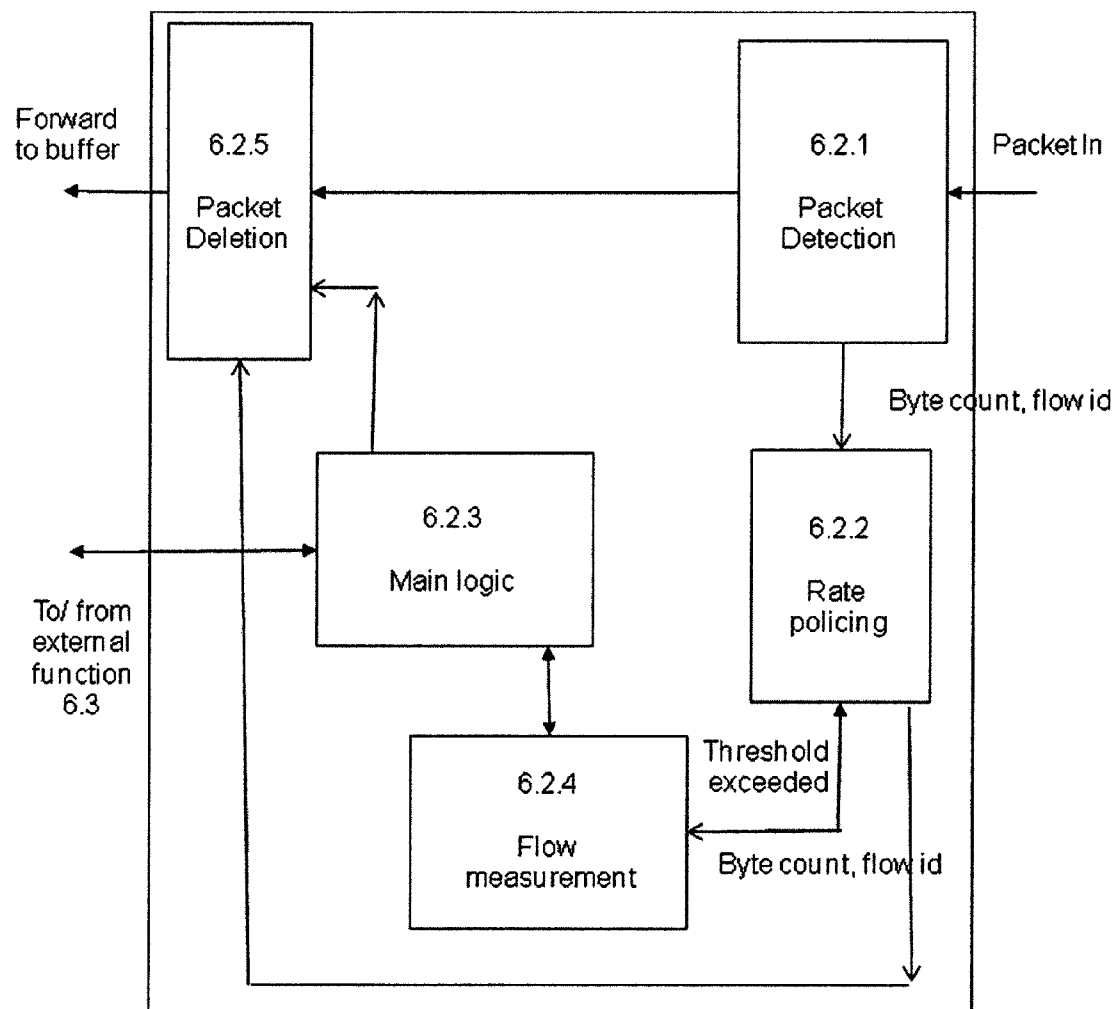 Forward
to buffer
6.2.5
Packet
Deletion
6.2.1
Packet
Detection
Packet In
Byte count, flow id
6.2.3
Main logic
6.2.2
Rate
policing
To/ from
external
function
6.3
6.2.4
Flow
measurement
Threshold
exceeded
Byte count, flow id